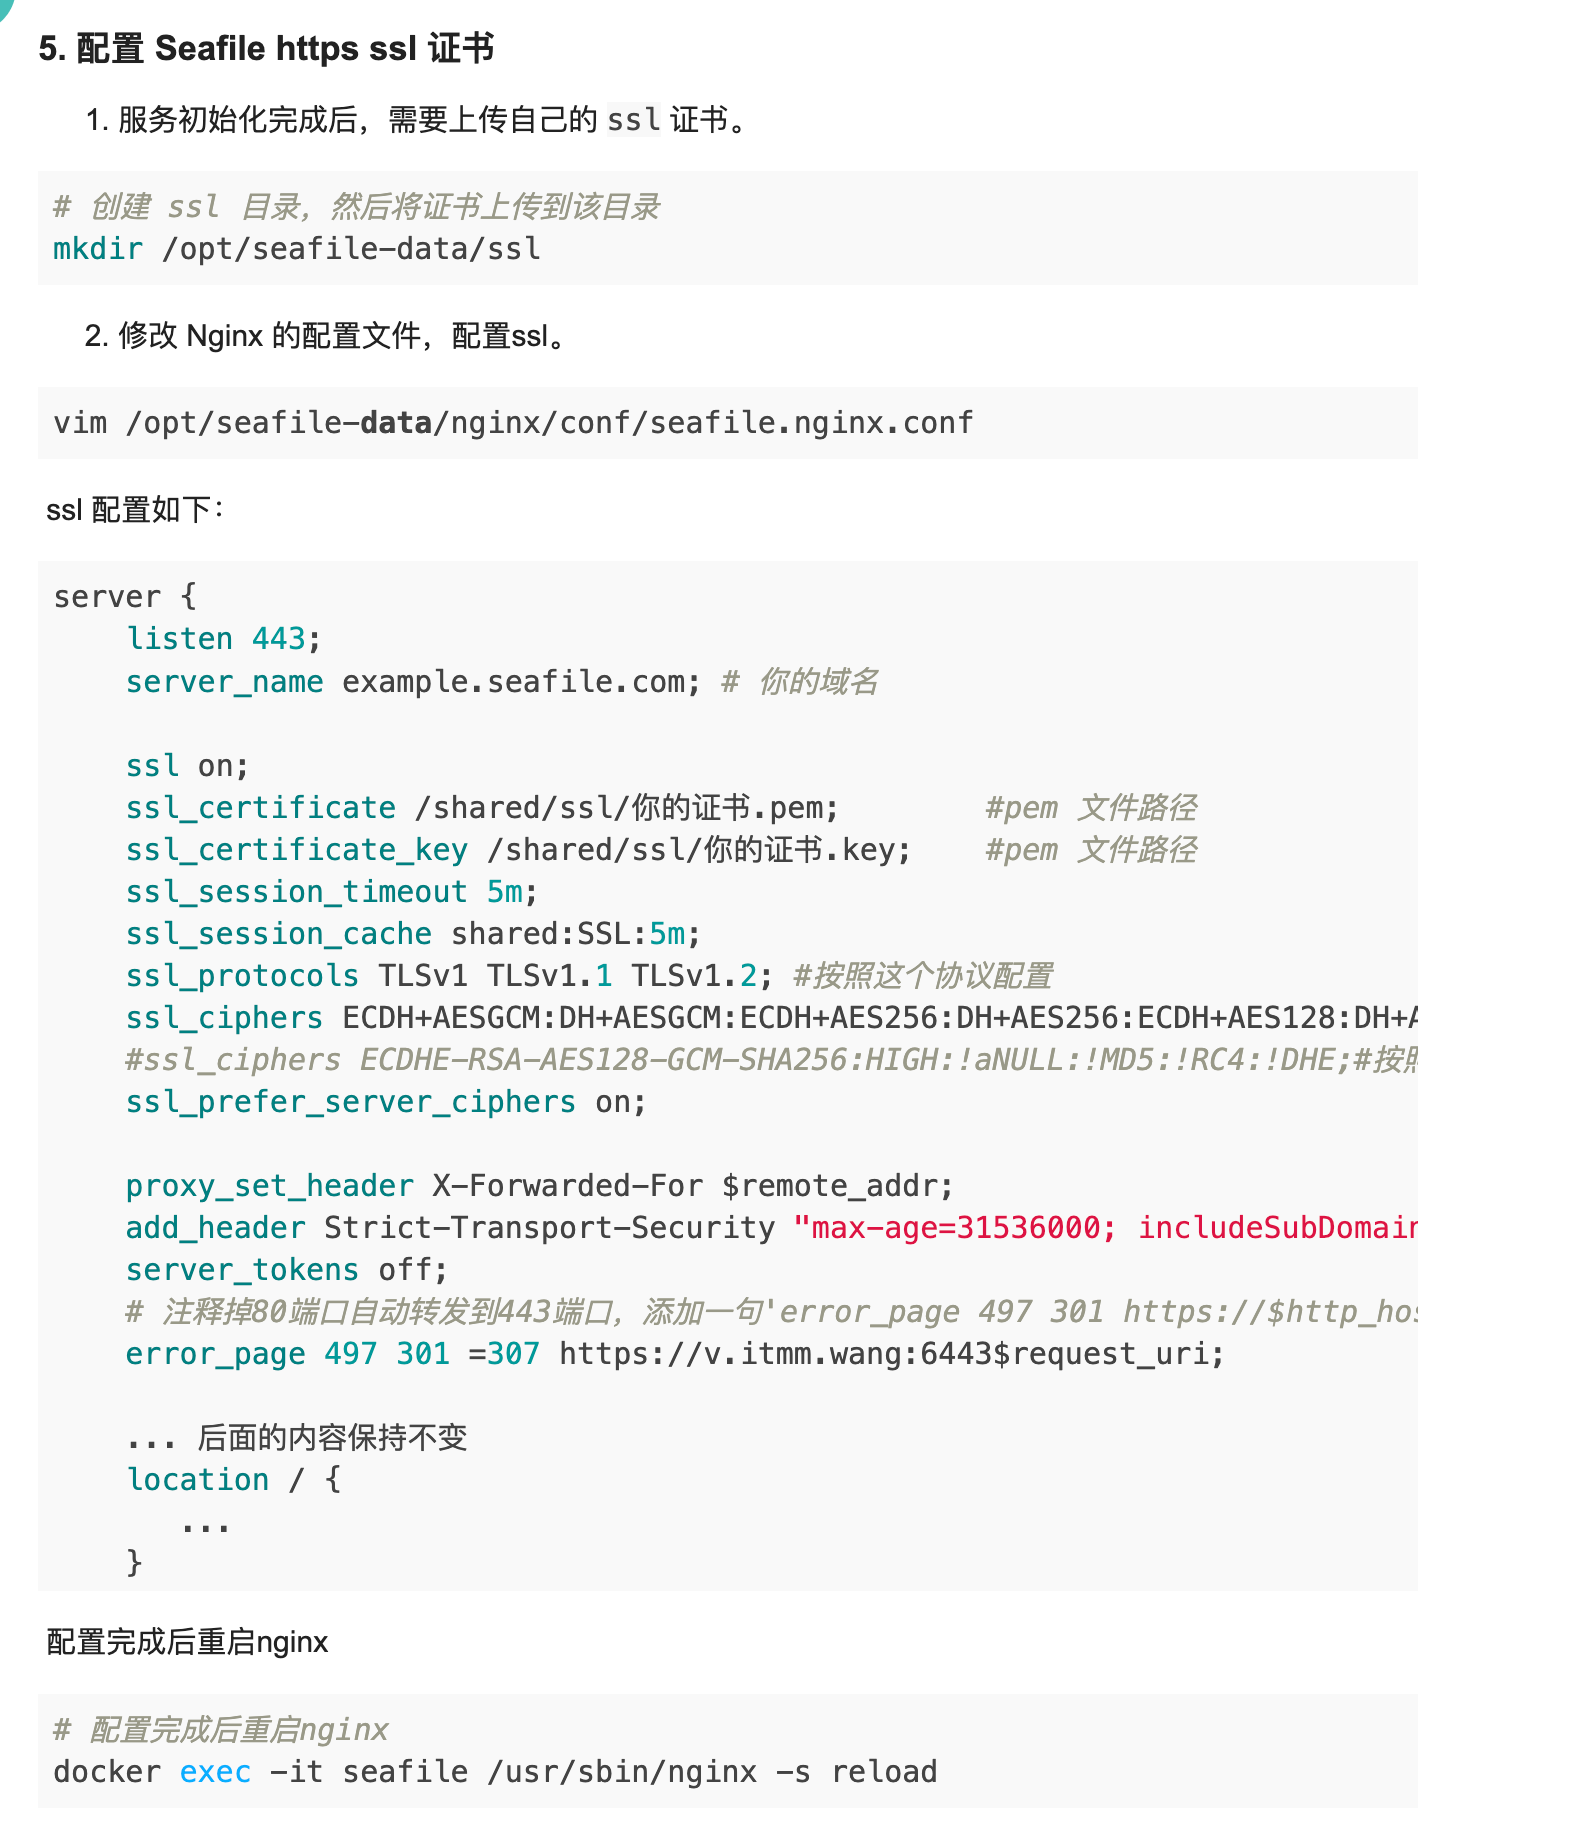 5. 配置 Seafile https ssl 证书
1. 服务初始化完成后，需要上传自己的 ssl 证书。
# 创建 ssl 目录，然后将证书上传到该目录
mkdir /opt/seafile-data/ssl
2. 修改 Nginx 的配置文件，配置ssl。
vim /opt/seafile-data/nginx/conf/seafile.nginx.conf
ssl 配置如下：
server {
listen 443;
server_name example.seafile.com; # 你的域名
ssl on;
ssl_certificate /shared/ssl/你的证书.pem; #pem 文件路径
ssl_certificate_key /shared/ssl/你的证书.key; #pem 文件路径
ssl_session_timeout 5m;
ssl_session_cache shared:SSL:5m;
ssl_protocols TLSv1 TLSv1.1 TLSv1.2; #按照这个协议配置
ssl_ciphers ECDH+AESGCM:DH+AESGCM:ECDH+AES256:DH+AES256:ECDH+AES128:DH+A
#ssl_ciphers ECDHE-RSA-AES128-GCM-SHA256:HIGH:!aNULL:!MD5:!RC4:!DHE;#按照
ssl_prefer_server_ciphers on;
proxy_set_header X-Forwarded-For $remote_addr;
add_header Strict-Transport-Security "max-age=31536000; includeSubDomain
server_tokens off;
# 注释掉80端口自动转发到443端口，添加一句'error_page 497 301 https://$http_hos
error_page 497 301 =307 https://v.itmm.wang:6443$request_uri;
... 后面的内容保持不变
location / {
...
}
配置完成后重启nginx
# 配置完成后重启nginx
docker exec -it seafile /usr/sbin/nginx -s reload